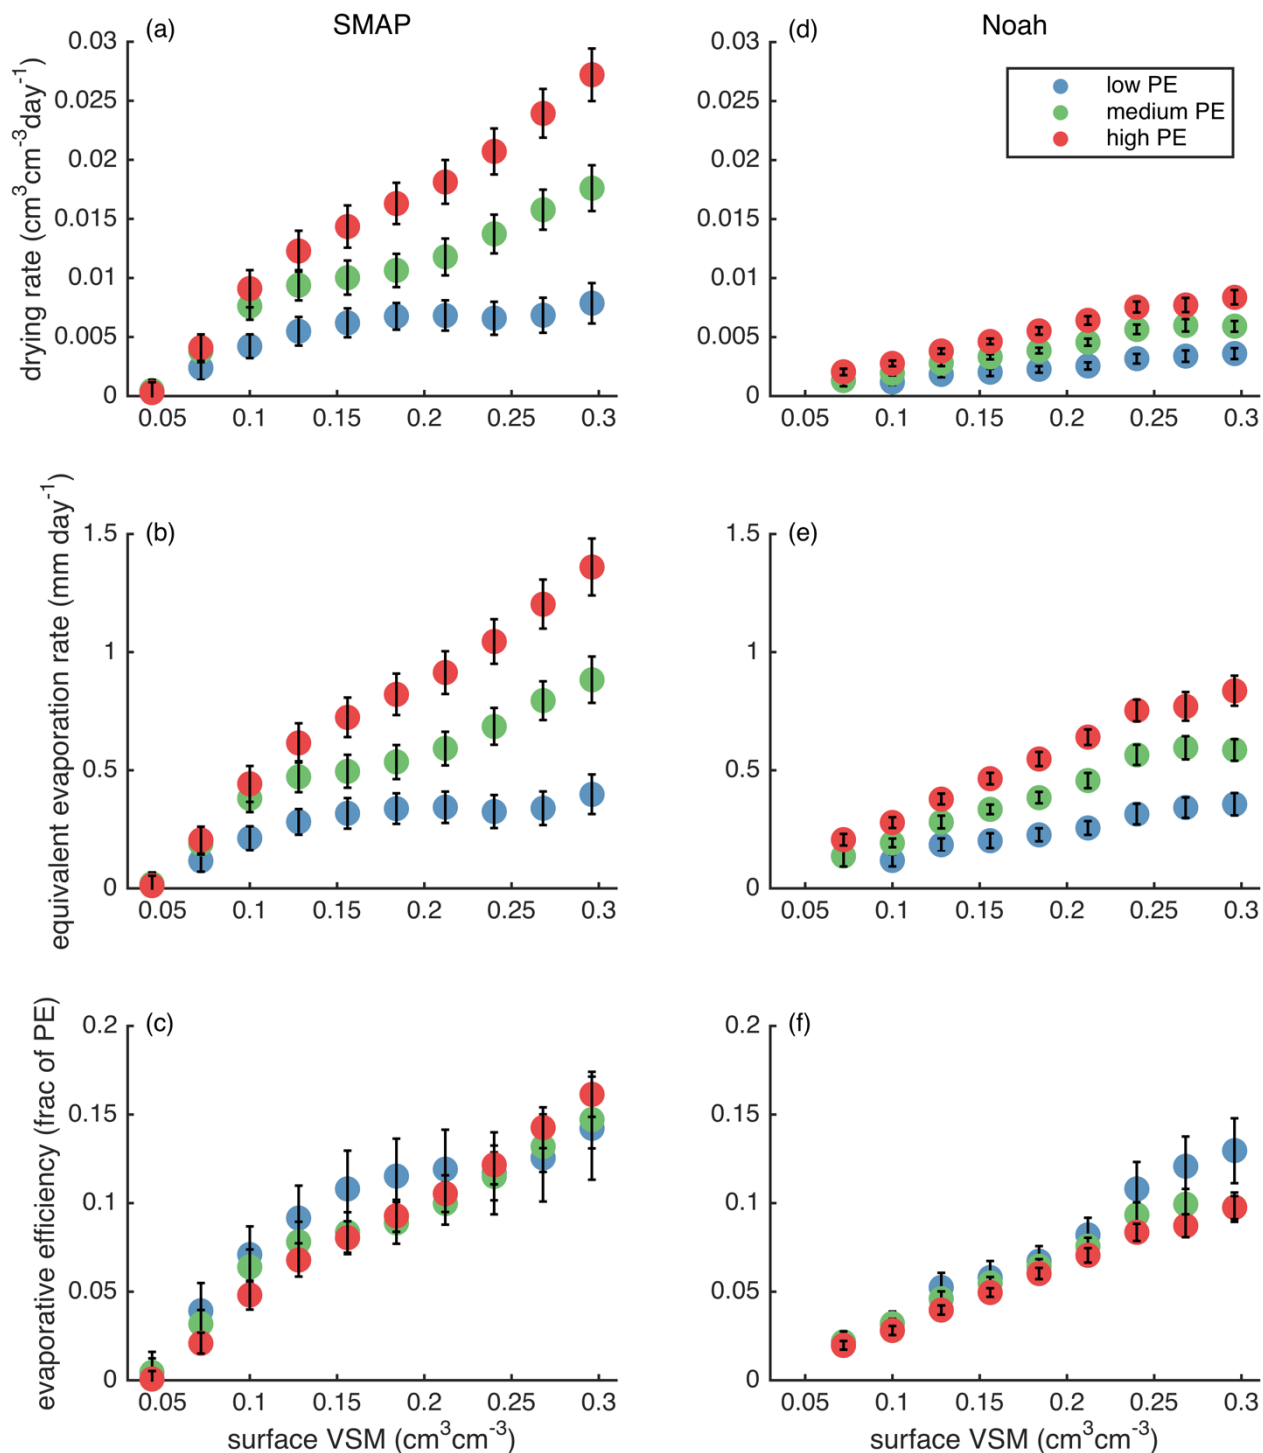 SMAP
(a)
drying rate (cm³cm⁻³day⁻¹)
0.03
0.025
0.02
0.015
0.01
0.005
0
0.05 0.1 0.15 0.2 0.25 0.3
Noah
(d)
low PE
medium PE
high PE
0.03
0.025
0.02
0.015
0.01
0.005
0
0.05 0.1 0.15 0.2 0.25 0.3
(b)
equivalent evaporation rate (mm day⁻¹)
1.5
1
0.5
0
0.05 0.1 0.15 0.2 0.25 0.3
(e)
1.5
1
0.5
0
0.05 0.1 0.15 0.2 0.25 0.3
(c)
evaporative efficiency (frac of PE)
0.2
0.15
0.1
0.05
0
0.05 0.1 0.15 0.2 0.25 0.3
surface VSM (cm³cm⁻³)
(f)
0.2
0.15
0.1
0.05
0
0.05 0.1 0.15 0.2 0.25 0.3
surface VSM (cm³cm⁻³)